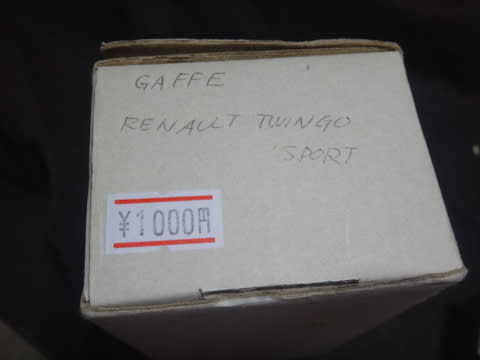 GAFFE
RENAULT TWINGO
SPORT
¥1000円